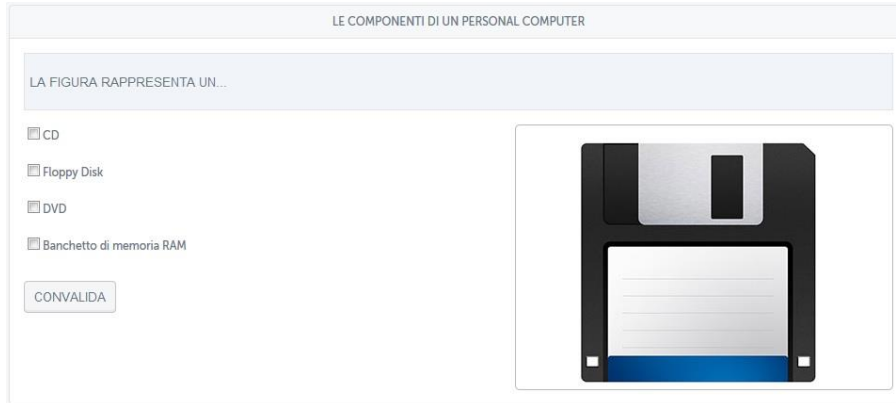 LE COMPONENTI DI UN PERSONAL COMPUTER
LA FIGURA RAPPRESENTA UN...
CD
Floppy Disk
DVD
Banchetto di memoria RAM
CONVALIDA